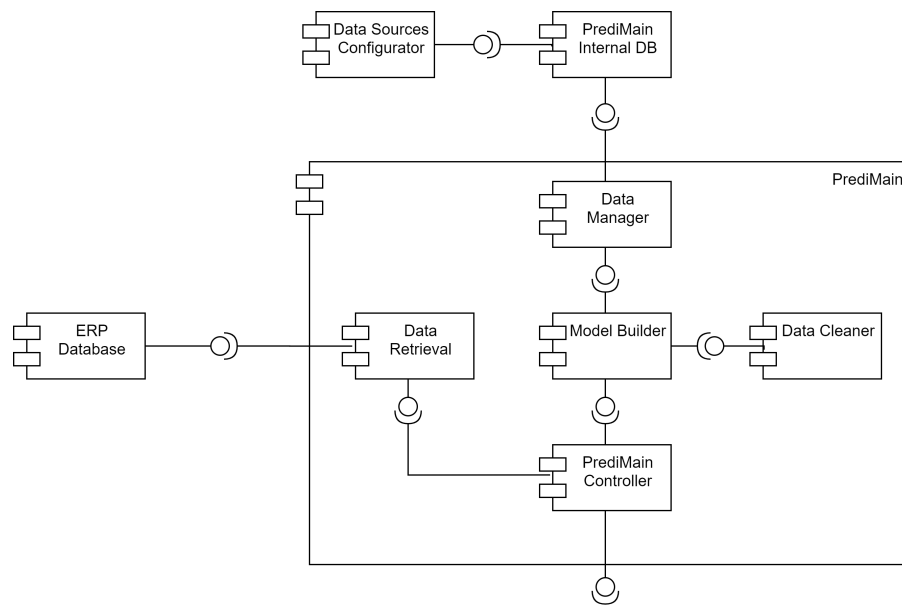 Data Sources
Configurator
PrediMain
Internal DB
PrediMain
Data
Manager
ERP
Database
Data
Retrieval
Model Builder
Data Cleaner
PrediMain
Controller